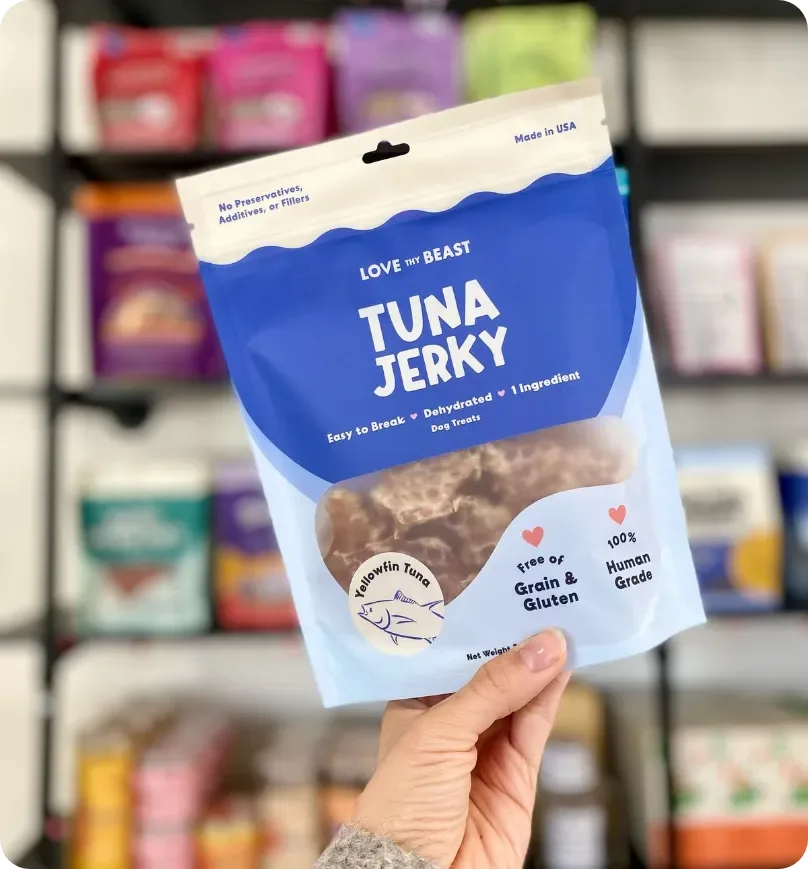 No Preservatives,
Additives, or Fillers
Made in USA
LOVE THY BEAST
TUNA
JERKY
Easy to Break ♥ Dehydrated ♥ 1 Ingredient
Dog Treats
Yellowfin Tuna
Free of
Grain &
Gluten
100%
Human
Grade
Net Weight